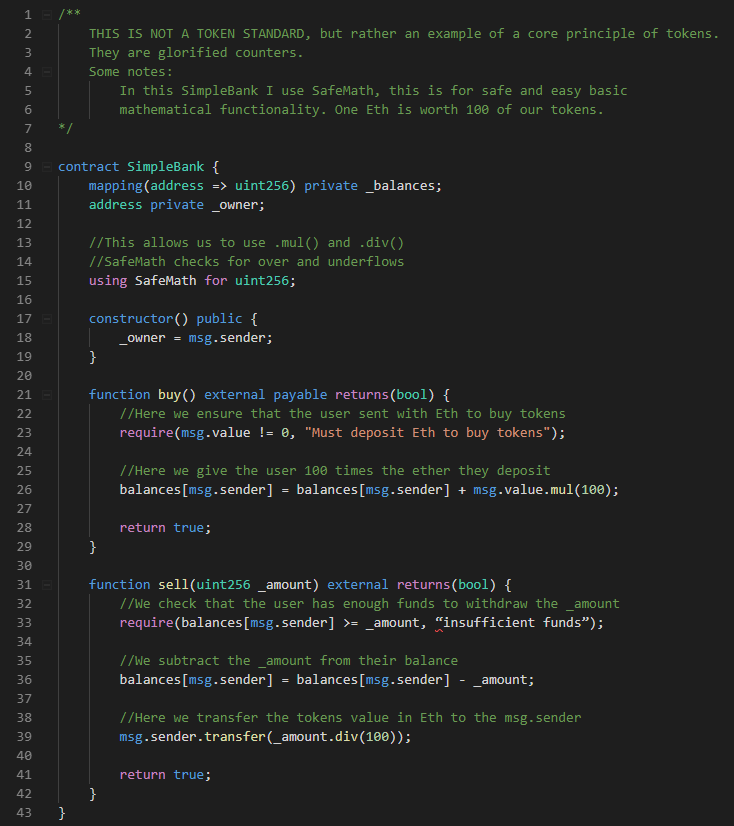 1 /**
2 THIS IS NOT A TOKEN STANDARD, but rather an example of a core principle of tokens.
3 They are glorified counters.
4 Some notes:
5 In this SimpleBank I use SafeMath, this is for safe and easy basic
6 mathematical functionality. One Eth is worth 100 of our tokens.
7 */
8
9 contract SimpleBank {
10 mapping(address => uint256) private _balances;
11 address private _owner;
12
13 //This allows us to use .mul() and .div()
14 //SafeMath checks for over and underflows
15 using SafeMath for uint256;
16
17 constructor() public {
18 _owner = msg.sender;
19 }
20
21 function buy() external payable returns(bool) {
22 //Here we ensure that the user sent with Eth to buy tokens
23 require(msg.value != 0, "Must deposit Eth to buy tokens");
24
25 //Here we give the user 100 times the ether they deposit
26 balances[msg.sender] = balances[msg.sender] + msg.value.mul(100);
27
28 return true;
29 }
30
31 function sell(uint256 _amount) external returns(bool) {
32 //We check that the user has enough funds to withdraw the _amount
33 require(balances[msg.sender] >= _amount, “insufficient funds”);
34
35 //We subtract the _amount from their balance
36 balances[msg.sender] = balances[msg.sender] - _amount;
37
38 //Here we transfer the tokens value in Eth to the msg.sender
39 msg.sender.transfer(_amount.div(100));
40
41 return true;
42 }
43 }